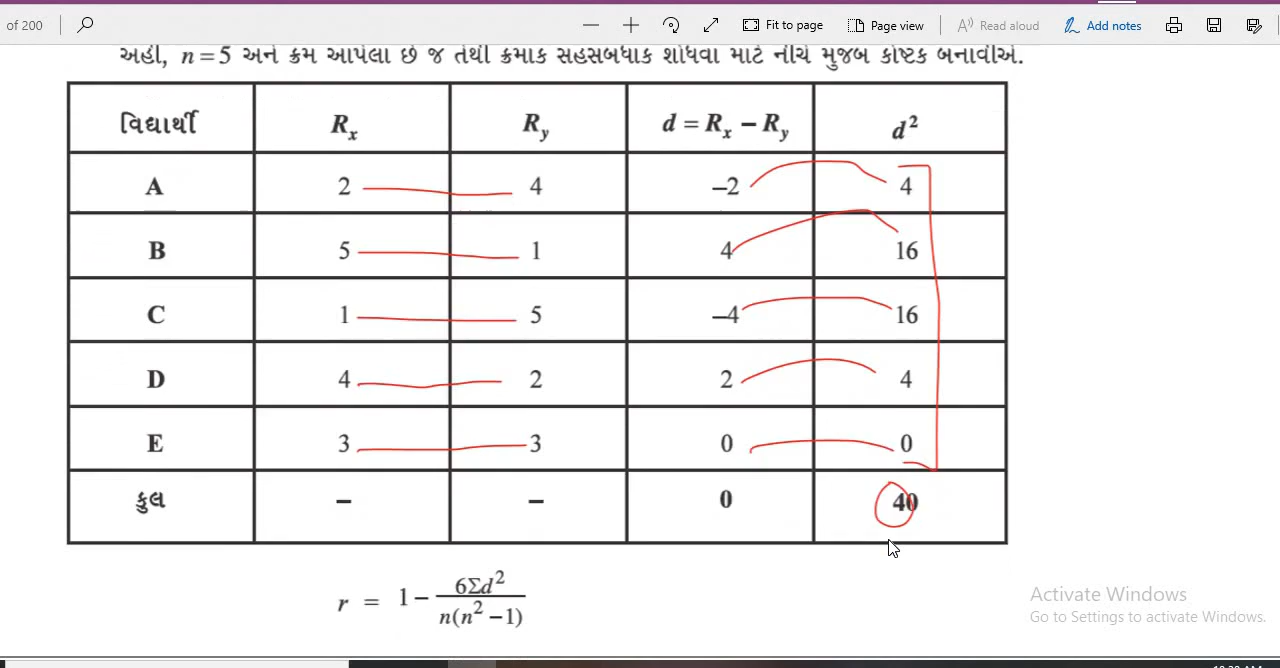 of 200 Fit to page Page view Read aloud Add notes
અહીં, n = 5 અને ક્રમ આપેલા છે જ તેથી ક્રમાંક સહસંબંધાંક શોધવા માટે નીચે મુજબ કોષ્ટક બનાવીએ.
વિદ્યાર્થી Rₓ Rᵧ d = Rₓ − Rᵧ d²
A 2 4 –2 4
B 5 1 4 16
C 1 5 –4 16
D 4 2 2 4
E 3 3 0 0
કુલ – – 0 40
r = 1 − 6Σd² / n(n² − 1)
Activate Windows
Go to Settings to activate Windows.